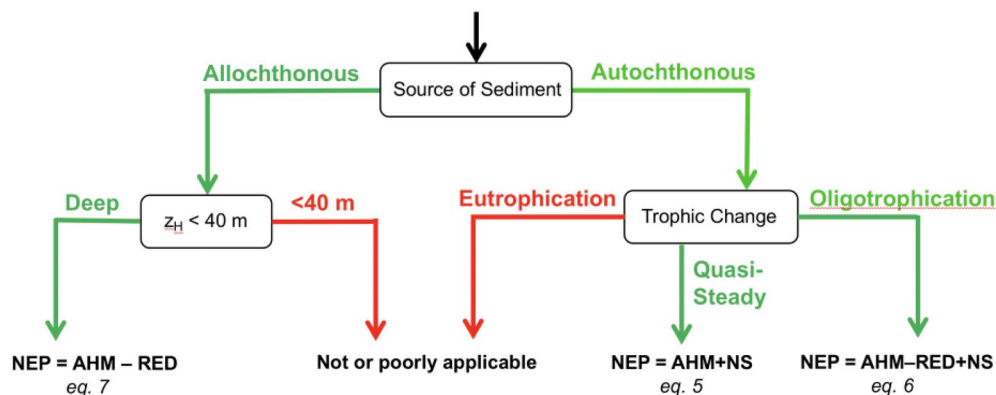 Allochthonous
Source of Sediment
Autochthonous
Deep
z_H < 40 m
<40 m
Eutrophication
Trophic Change
Oligotrophication
Quasi-
Steady
NEP = AHM – RED
eq. 7
Not or poorly applicable
NEP = AHM+NS
eq. 5
NEP = AHM–RED+NS
eq. 6